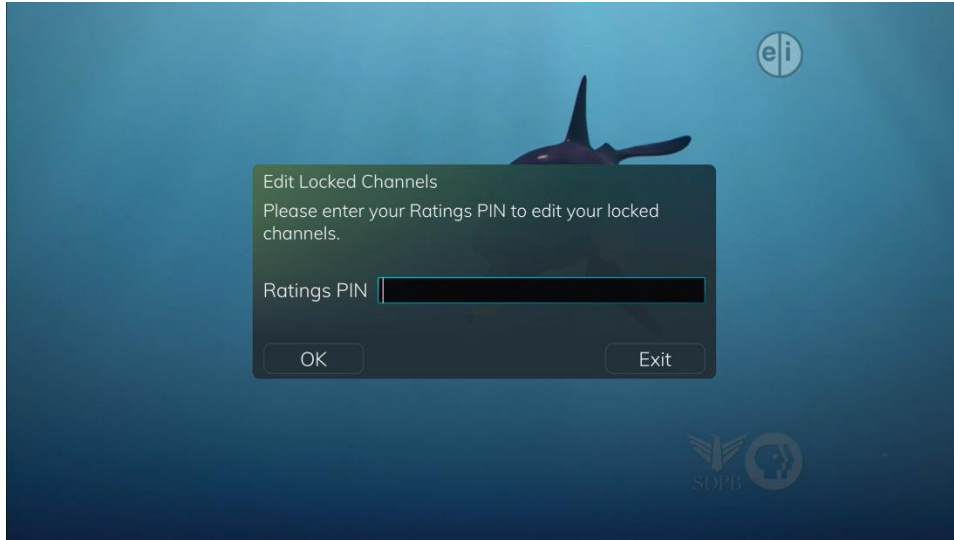 e|i
Edit Locked Channels
Please enter your Ratings PIN to edit your locked
channels.
Ratings PIN
OK
Exit
SDPB